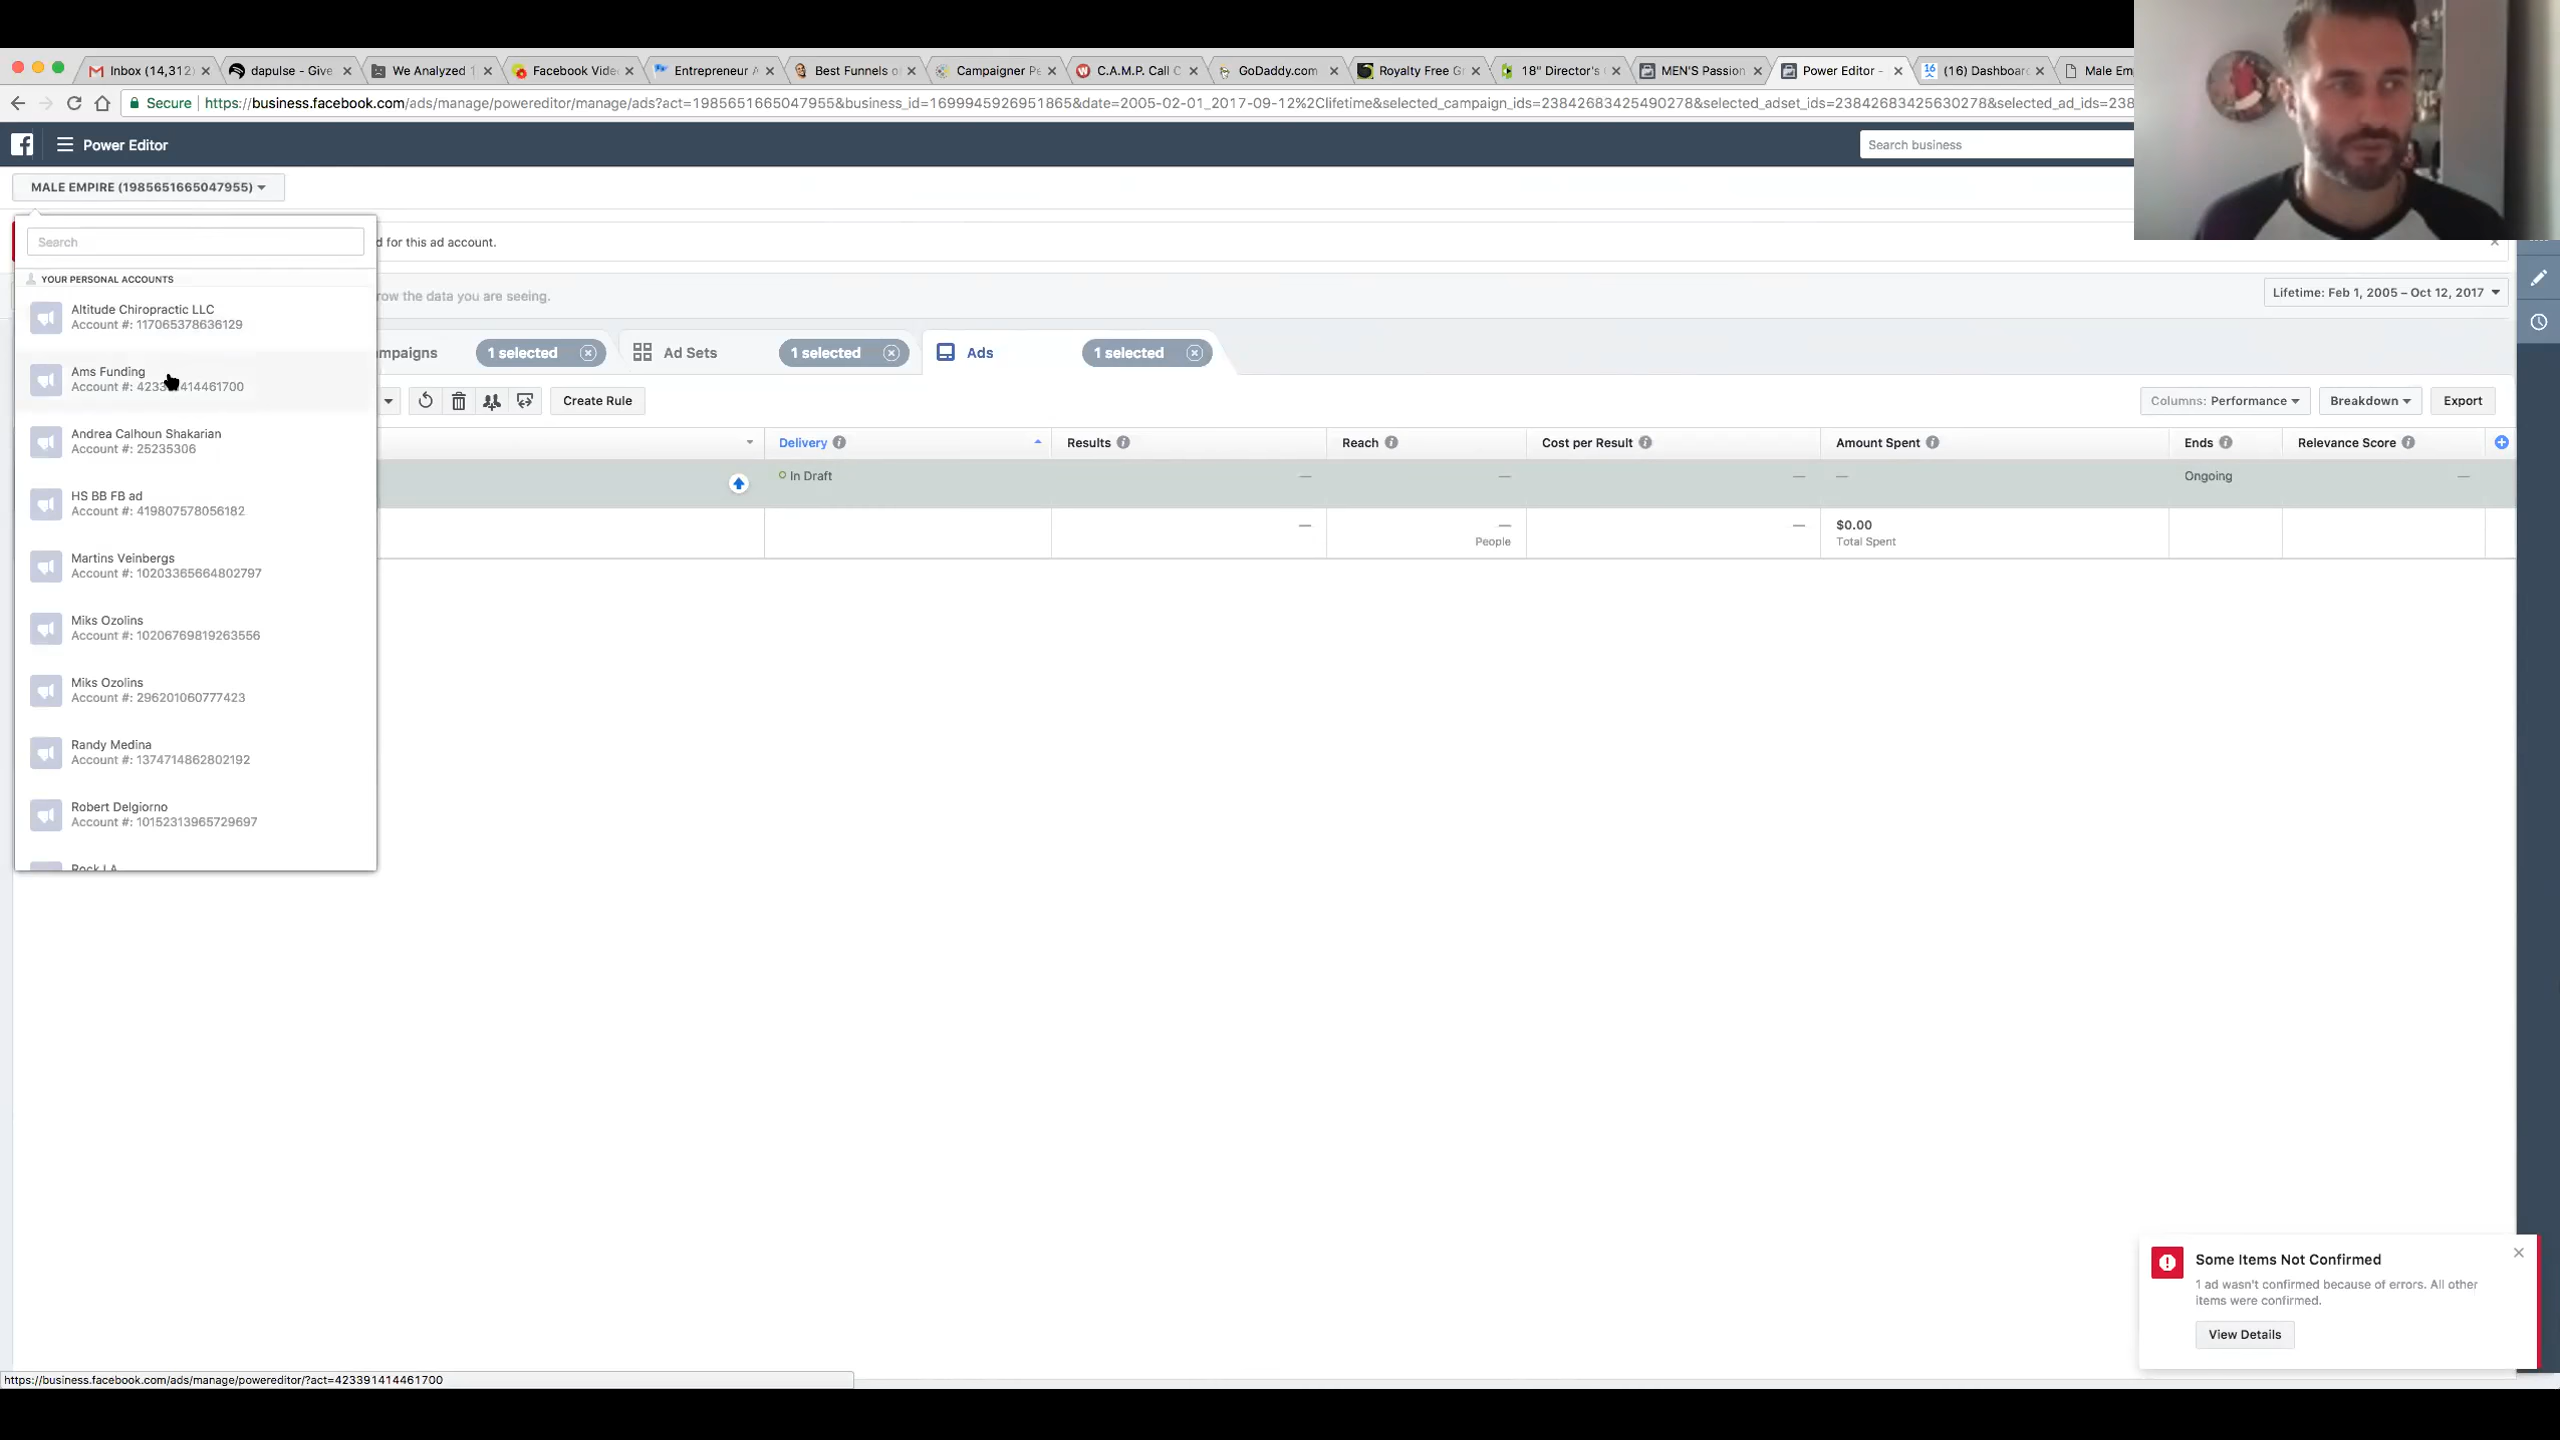 Inbox (14,312)
dapulse - Give
We Analyzed 1
Facebook Vide
Entrepreneur A
Best Funnels o
Campaigner Pe
C.A.M.P. Call C
GoDaddy.com
Royalty Free Gr
18" Director's
MEN'S Passion
Power Editor -
(16) Dashboar
Male Em
Secure
https://business.facebook.com/ads/manage/powereditor/manage/ads?act=1985651665047955&business_id=1699945926951865&date=2005-02-01_2017-09-12%2Clifetime&selected_campaign_ids=23842683425490278&selected_adset_ids=23842683425630278&selected_ad_ids=238
Power Editor
Search business
MALE EMPIRE (1985651665047955)
Search
d for this ad account.
YOUR PERSONAL ACCOUNTS
Altitude Chiropractic LLC
Account #: 117065378636129
row the data you are seeing.
Lifetime: Feb 1, 2005 – Oct 12, 2017
mpaigns
1 selected
Ad Sets
1 selected
Ads
1 selected
Ams Funding
Account #: 4233 414461700
Create Rule
Columns: Performance
Breakdown
Export
Andrea Calhoun Shakarian
Account #: 25235306
Delivery
Results
Reach
Cost per Result
Amount Spent
Ends
Relevance Score
In Draft
—
—
—
—
Ongoing
—
HS BB FB ad
Account #: 419807578056182
—
—
People
—
$0.00
Total Spent
Martins Veinbergs
Account #: 10203365664802797
Miks Ozolins
Account #: 10206769819263556
Miks Ozolins
Account #: 296201060777423
Randy Medina
Account #: 1374714862802192
Robert Delgiorno
Account #: 10152313965729697
Rock LA
Some Items Not Confirmed
1 ad wasn't confirmed because of errors. All other
items were confirmed.
View Details
https://business.facebook.com/ads/manage/powereditor/?act=423391414461700